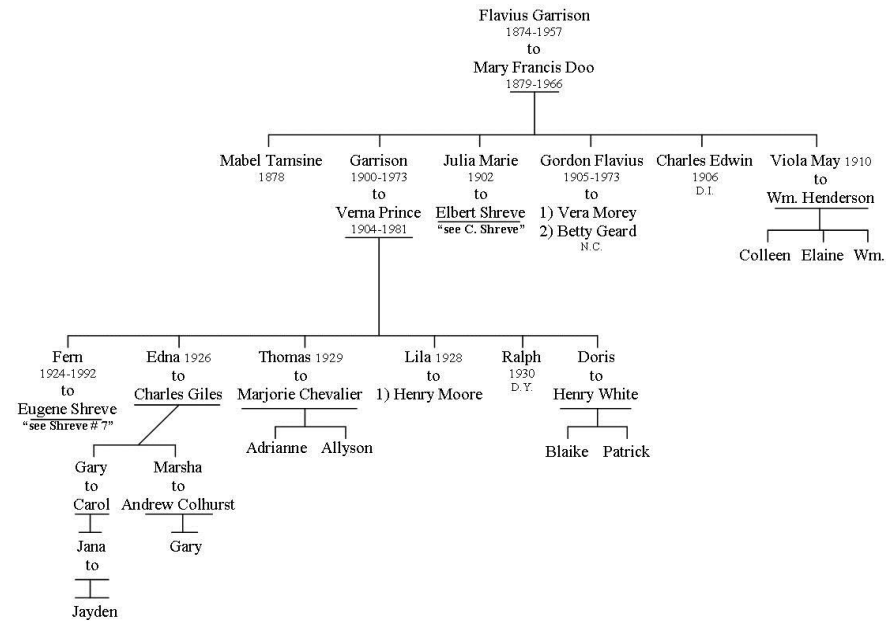 Flavius Garrison
1874-1957
to
Mary Francis Doo
1879-1966
Mabel Tamsine
1878
Garrison
1900-1973
to
Verna Prince
1904-1981
Julia Marie
1902
to
Elbert Shreve
“see C. Shreve”
Gordon Flavius
1905-1973
to
1) Vera Morey
2) Betty Geard
N.C.
Charles Edwin
1906
D.I.
Viola May 1910
to
Wm. Henderson
Colleen Elaine Wm.
Fern
1924-1992
to
Eugene Shreve
“see Shreve # 7”
Edna 1926
to
Charles Giles
Thomas 1929
to
Marjorie Chevalier
Lila 1928
to
1) Henry Moore
Ralph
1930
D.Y.
Doris
to
Henry White
Adrianne Allyson
Blaike Patrick
Gary
to
Carol
Marsha
to
Andrew Colhurst
Jana
to
Gary
Jayden